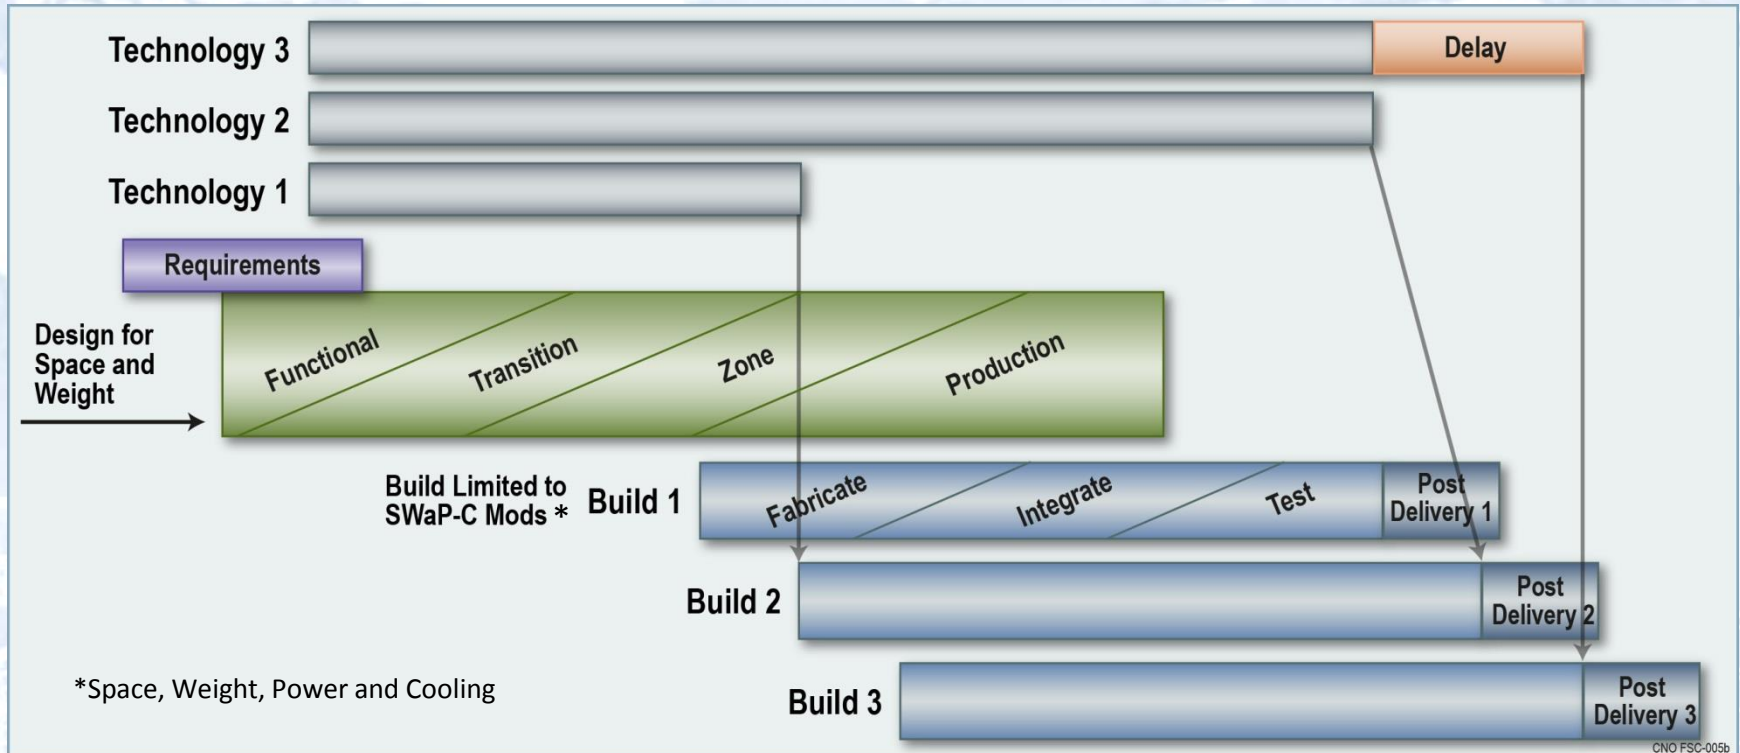 Technology 3
Delay
Technology 2
Technology 1
Requirements
Design for
Space and
Weight
Functional
Transition
Zone
Production
Build Limited to
SWaP-C Mods *
Build 1
Fabricate
Integrate
Test
Post
Delivery 1
Build 2
Post
Delivery 2
*Space, Weight, Power and Cooling
Build 3
Post
Delivery 3
CNO FSC-005b